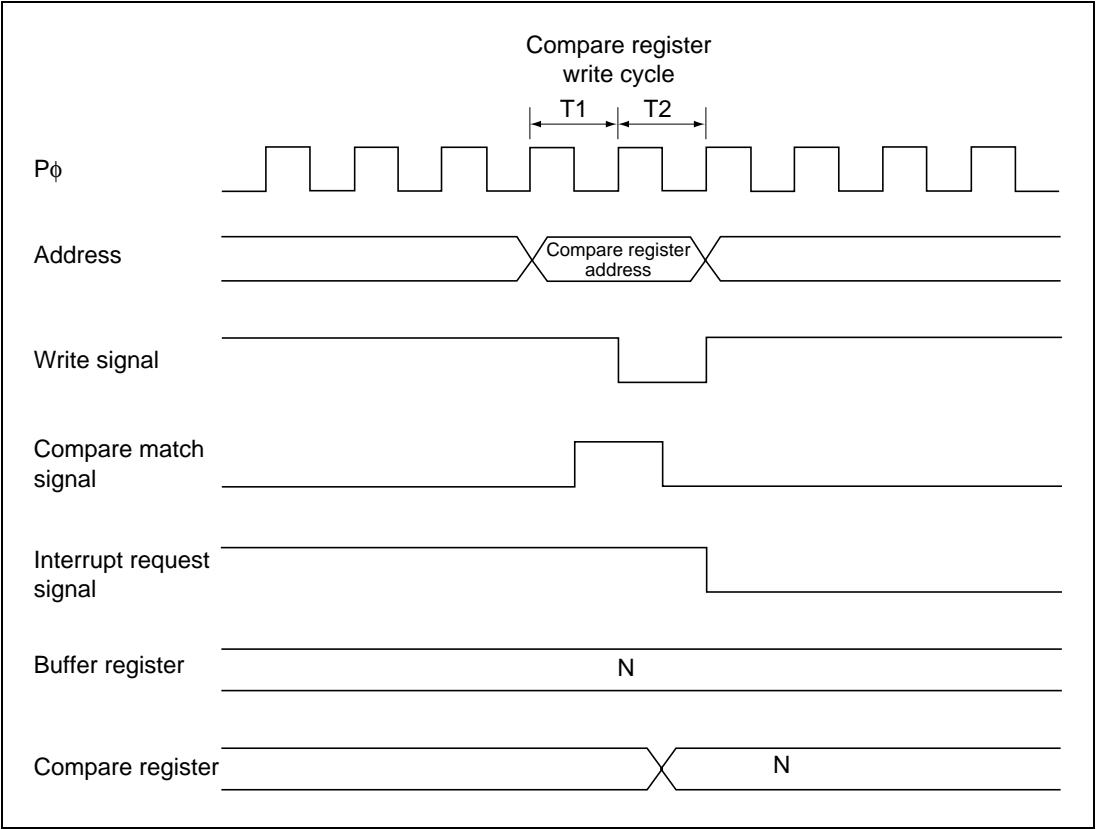 Compare register
write cycle
T1 T2
Pϕ
Address
Compare register
address
Write signal
Compare match
signal
Interrupt request
signal
Buffer register
N
Compare register
N